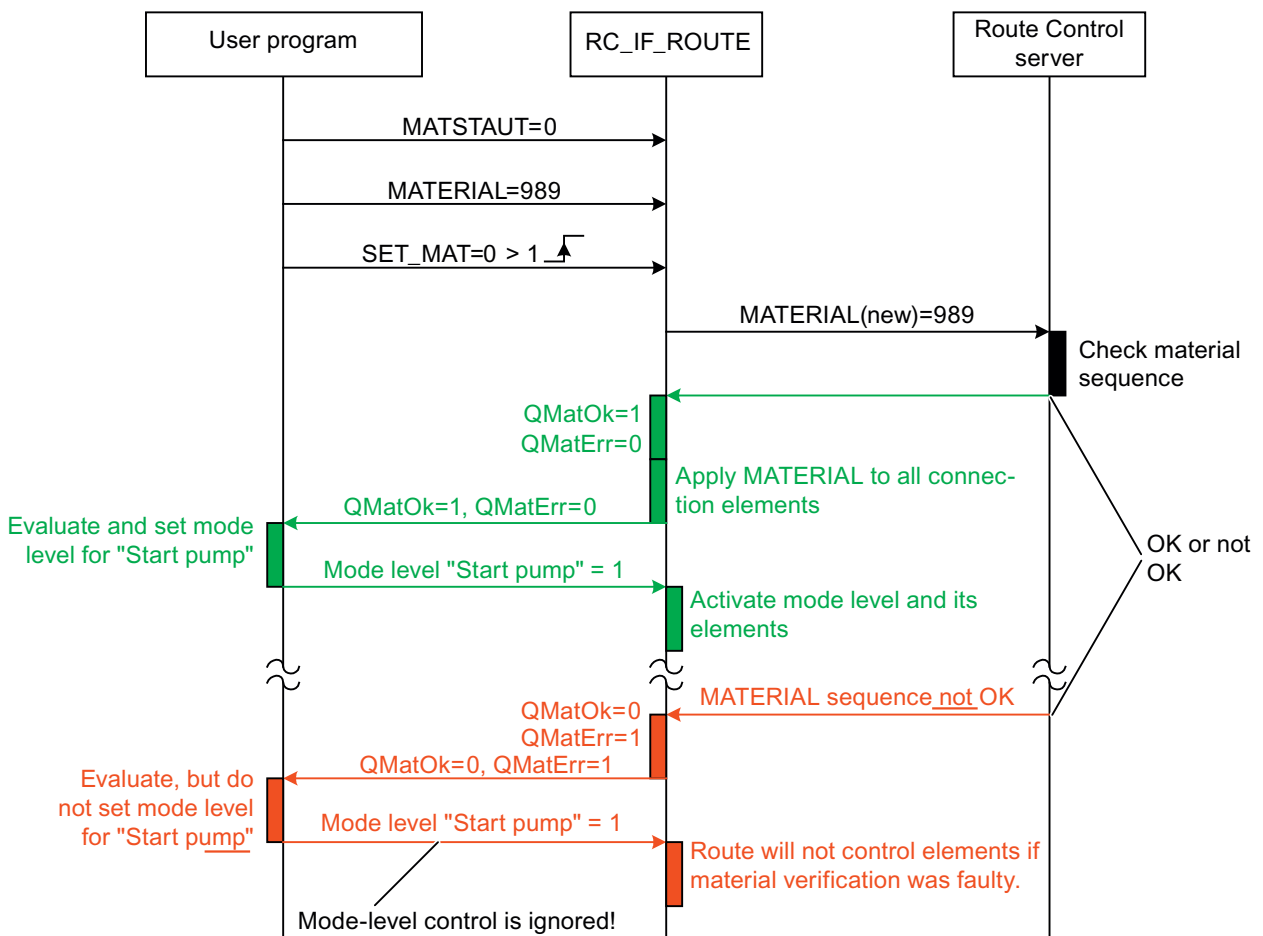 User program
RC_IF_ROUTE
Route Control
server
MATSTAUT=0
MATERIAL=989
SET_MAT=0 > 1
MATERIAL(new)=989
Check material
sequence
QMatOk=1
QMatErr=0
Apply MATERIAL to all connec-
tion elements
QMatOk=1, QMatErr=0
Evaluate and set mode
level for "Start pump"
OK or not
OK
Mode level "Start pump" = 1
Activate mode level and its
elements
MATERIAL sequence not OK
QMatOk=0
QMatErr=1
QMatOk=0, QMatErr=1
Evaluate, but do
not set mode level
for "Start pump"
Mode level "Start pump" = 1
Route will not control elements if
material verification was faulty.
Mode-level control is ignored!